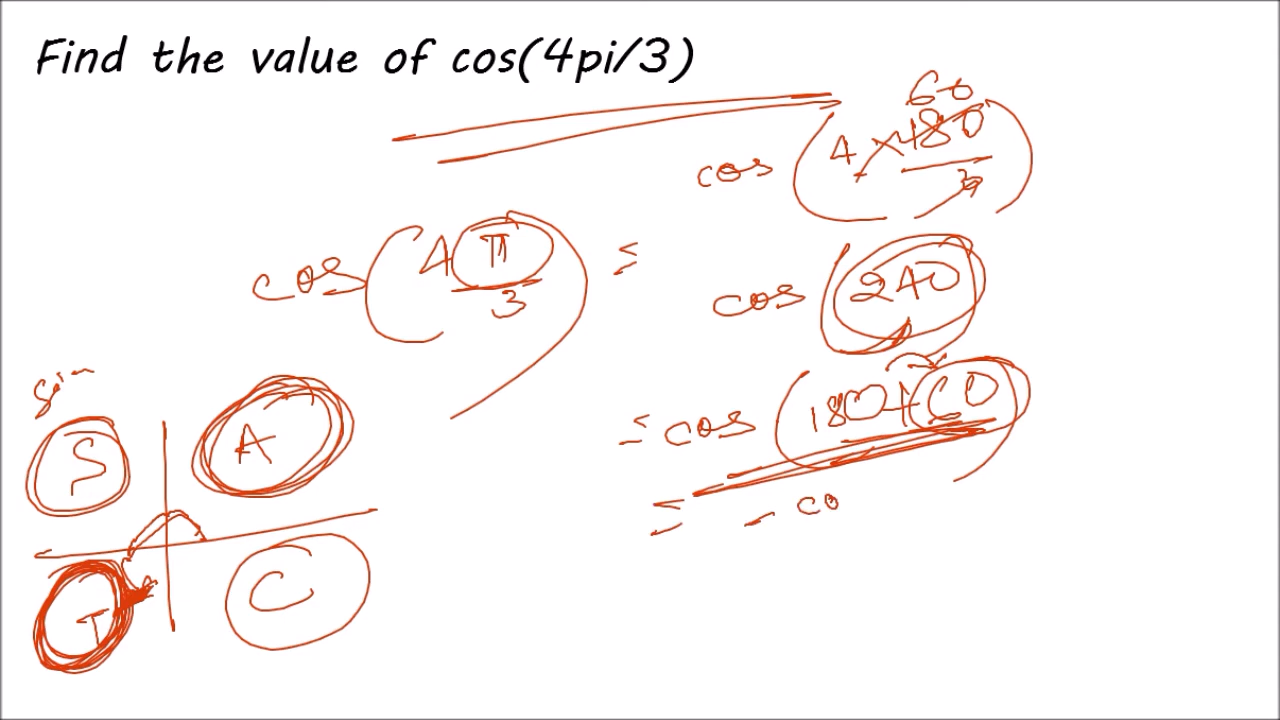 Find the value of cos(4pi/3)
60
cos (4 × 180 / 3)
cos (4π / 3) =
cos (240)
= cos (180 + 60)
= - co
S A
T C